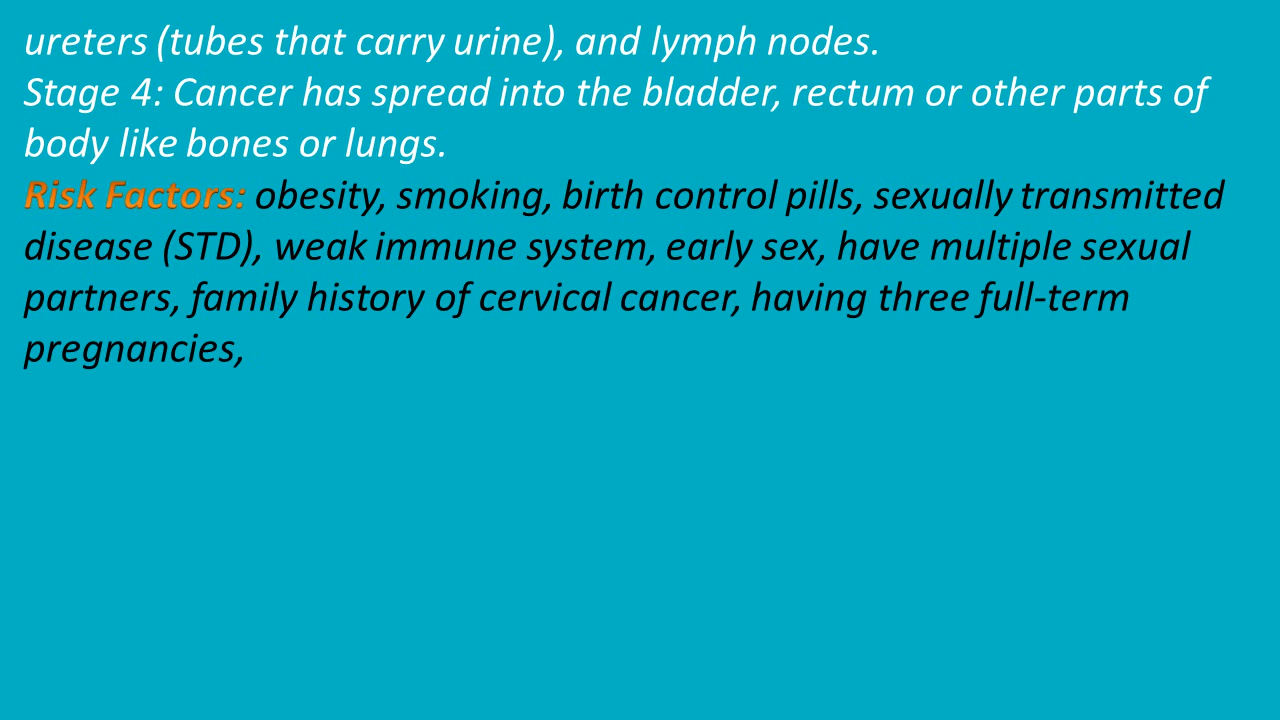 ureters (tubes that carry urine), and lymph nodes.
Stage 4: Cancer has spread into the bladder, rectum or other parts of
body like bones or lungs.
Risk Factors: obesity, smoking, birth control pills, sexually transmitted
disease (STD), weak immune system, early sex, have multiple sexual
partners, family history of cervical cancer, having three full-term
pregnancies,